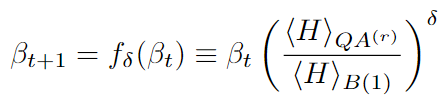 β_{t+1} = f_δ(β_t) ≡ β_t ( ⟨H⟩_{QA^{(r)}} / ⟨H⟩_{B(1)} )^δ